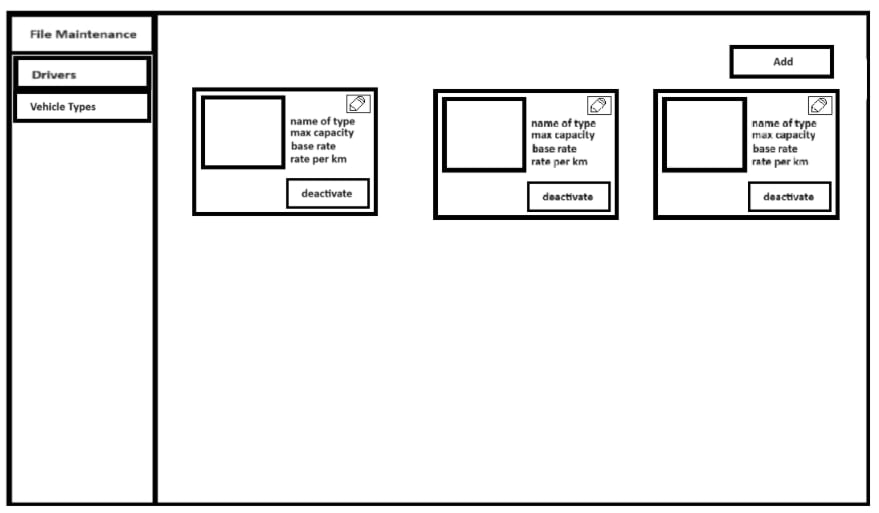 File Maintenance
Drivers
Vehicle Types
Add
name of type
max capacity
base rate
rate per km
deactivate
name of type
max capacity
base rate
rate per km
deactivate
name of type
max capacity
base rate
rate per km
deactivate